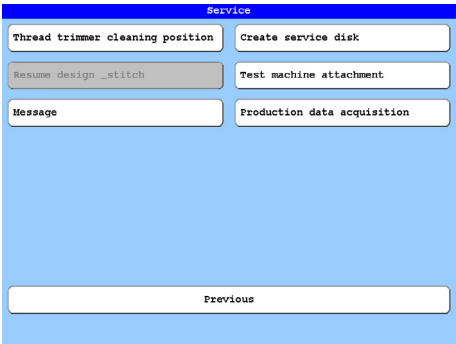 Service
Thread trimmer cleaning position
Create service disk
Resume design _stitch
Test machine attachment
Message
Production data acquisition
Previous